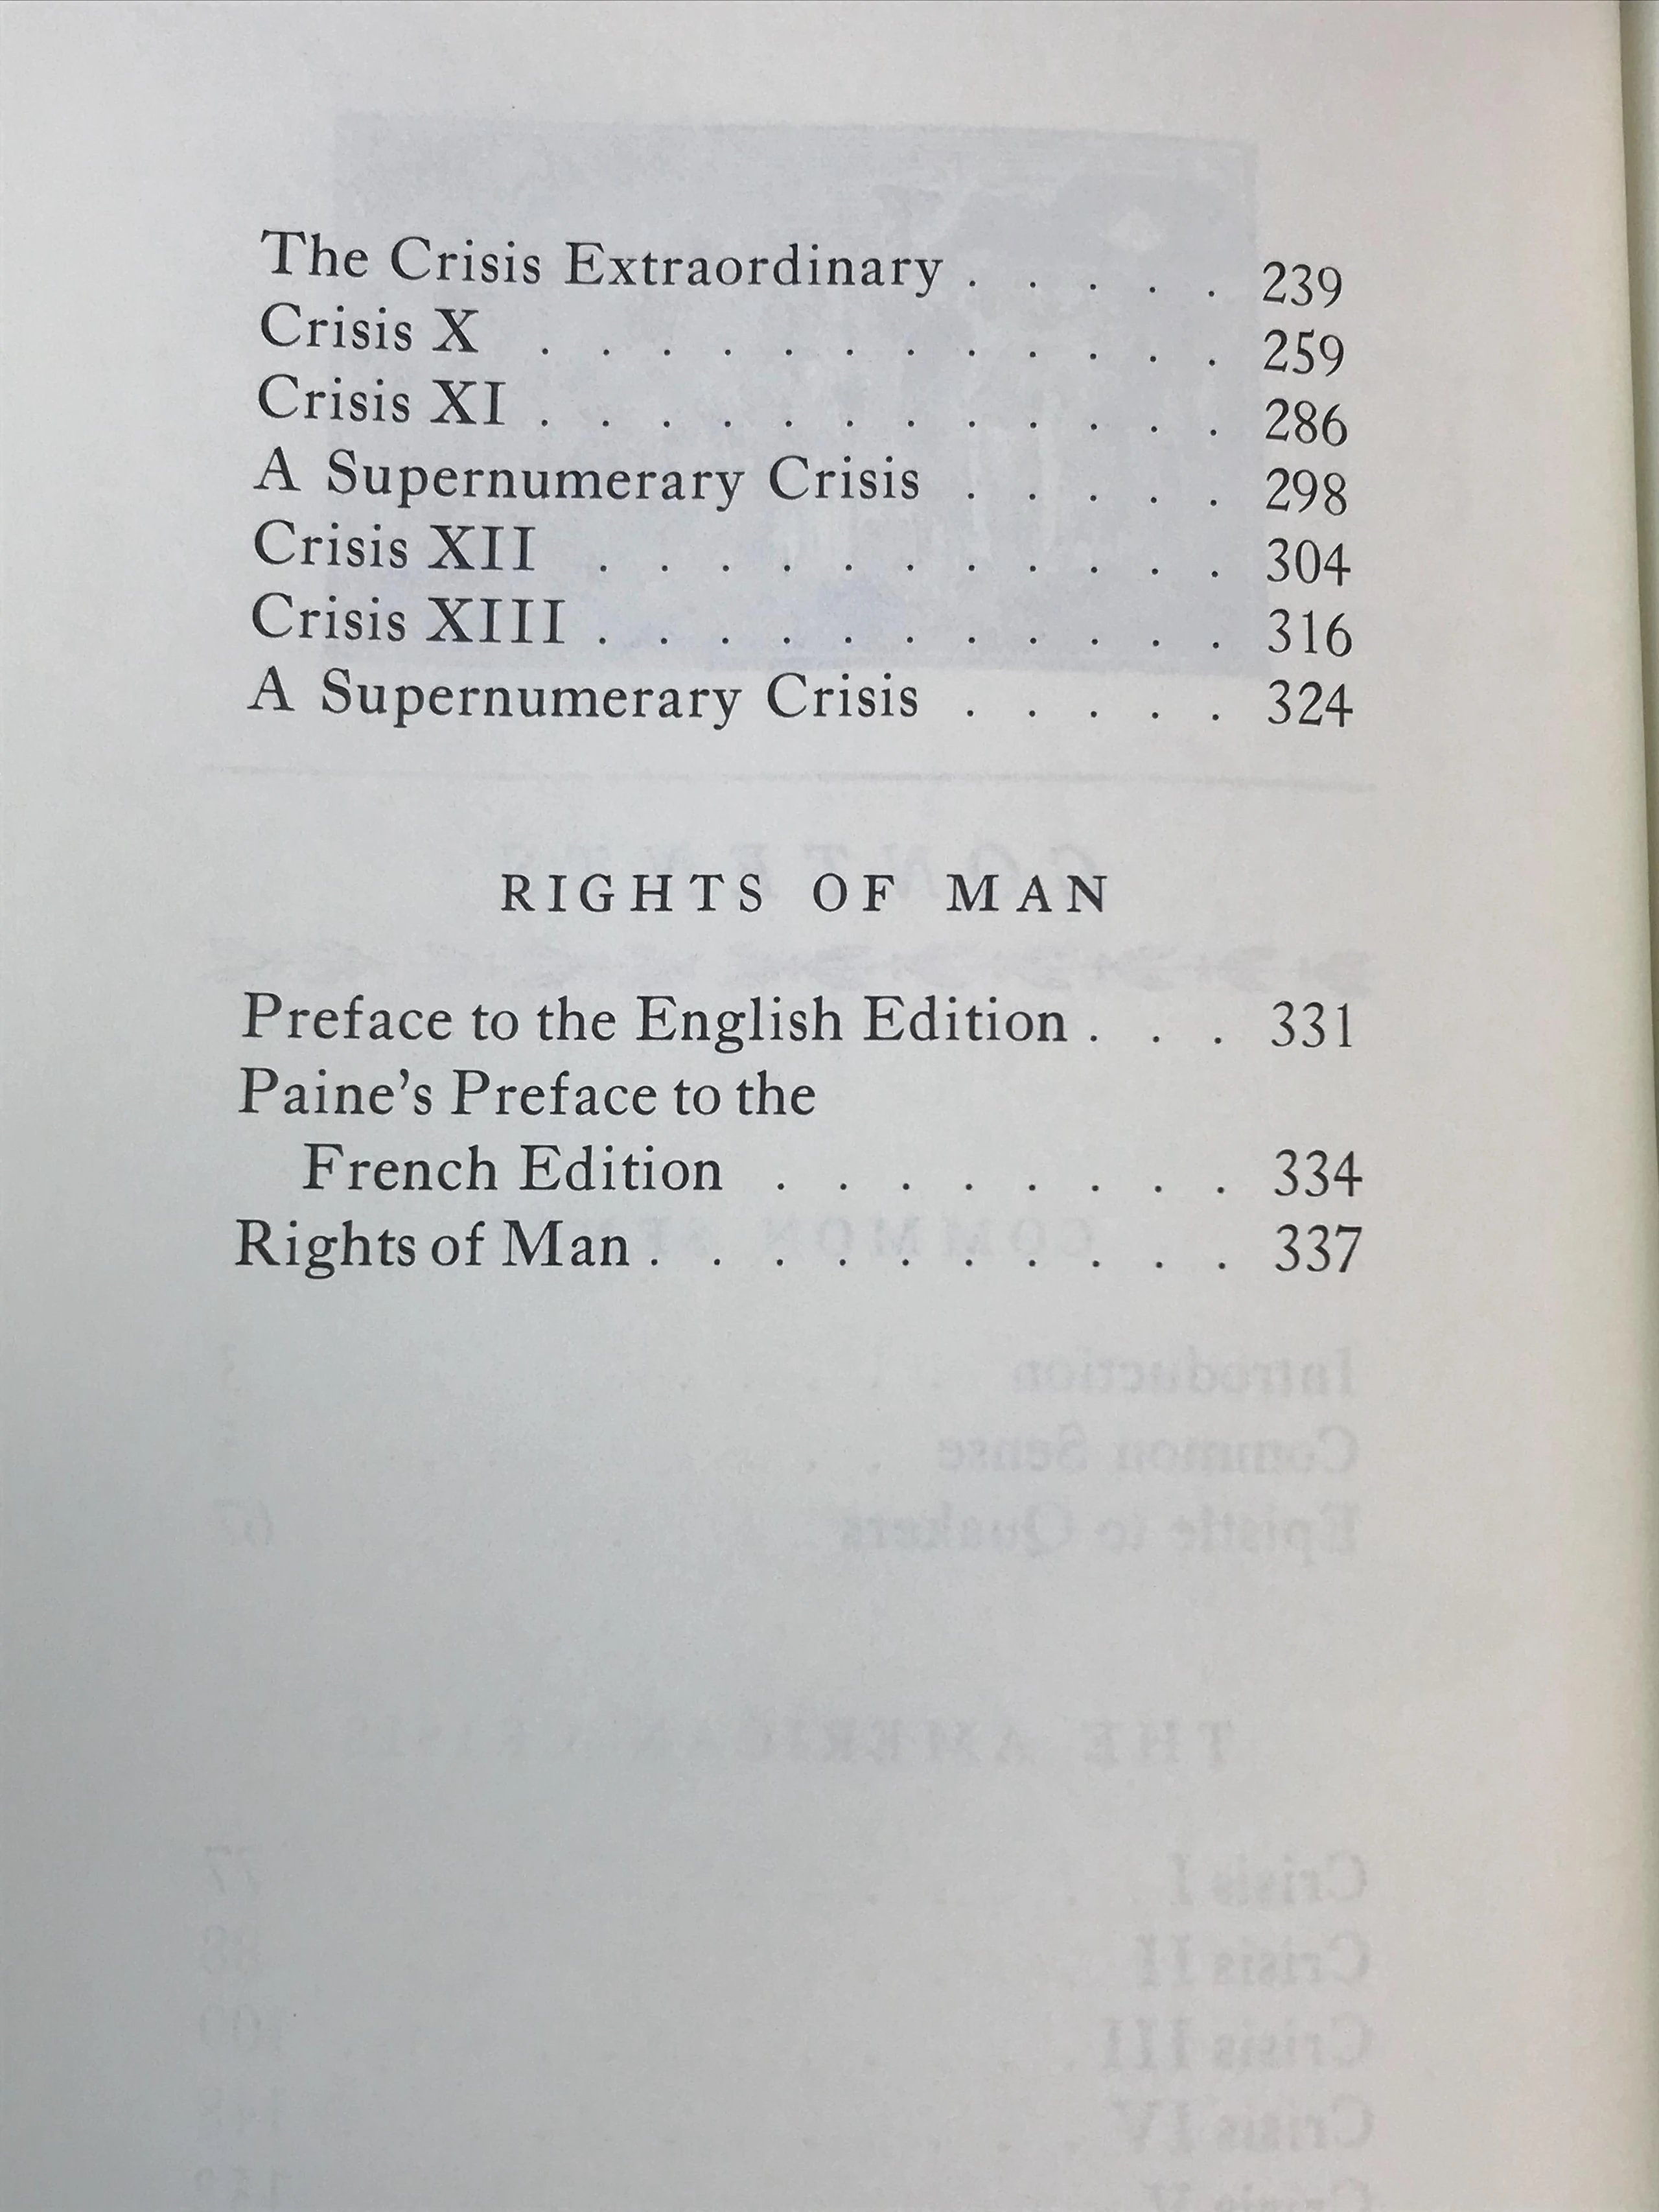 The Crisis Extraordinary . . . . . 239
Crisis X . . . . . . . . . . . . 259
Crisis XI . . . . . . . . . . . . 286
A Supernumerary Crisis . . . . . 298
Crisis XII . . . . . . . . . . . 304
Crisis XIII . . . . . . . . . . . 316
A Supernumerary Crisis . . . . . 324
RIGHTS OF MAN
Preface to the English Edition . . . 331
Paine's Preface to the
French Edition . . . . . . . . 334
Rights of Man . . . . . . . . . . 337